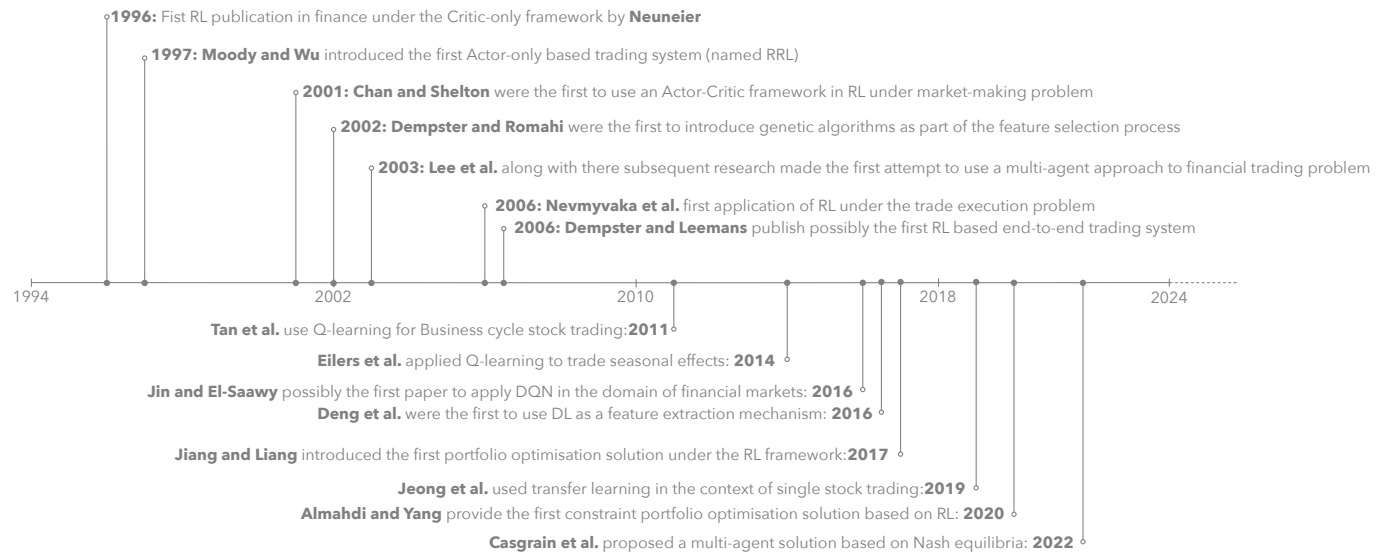 1996: Fist RL publication in finance under the Critic-only framework by Neuneier
1997: Moody and Wu introduced the first Actor-only based trading system (named RRL)
2001: Chan and Shelton were the first to use an Actor-Critic framework in RL under market-making problem
2002: Dempster and Romahi were the first to introduce genetic algorithms as part of the feature selection process
2003: Lee et al. along with there subsequent research made the first attempt to use a multi-agent approach to financial trading problem
2006: Nevmyvaka et al. first application of RL under the trade execution problem
2006: Dempster and Leemans publish possibly the first RL based end-to-end trading system
1994 2002 2010 2018 2024
Tan et al. use Q-learning for Business cycle stock trading:2011
Eilers et al. applied Q-learning to trade seasonal effects: 2014
Jin and El-Saawy possibly the first paper to apply DQN in the domain of financial markets: 2016
Deng et al. were the first to use DL as a feature extraction mechanism: 2016
Jiang and Liang introduced the first portfolio optimisation solution under the RL framework:2017
Jeong et al. used transfer learning in the context of single stock trading:2019
Almahdi and Yang provide the first constraint portfolio optimisation solution based on RL: 2020
Casgrain et al. proposed a multi-agent solution based on Nash equilibria: 2022